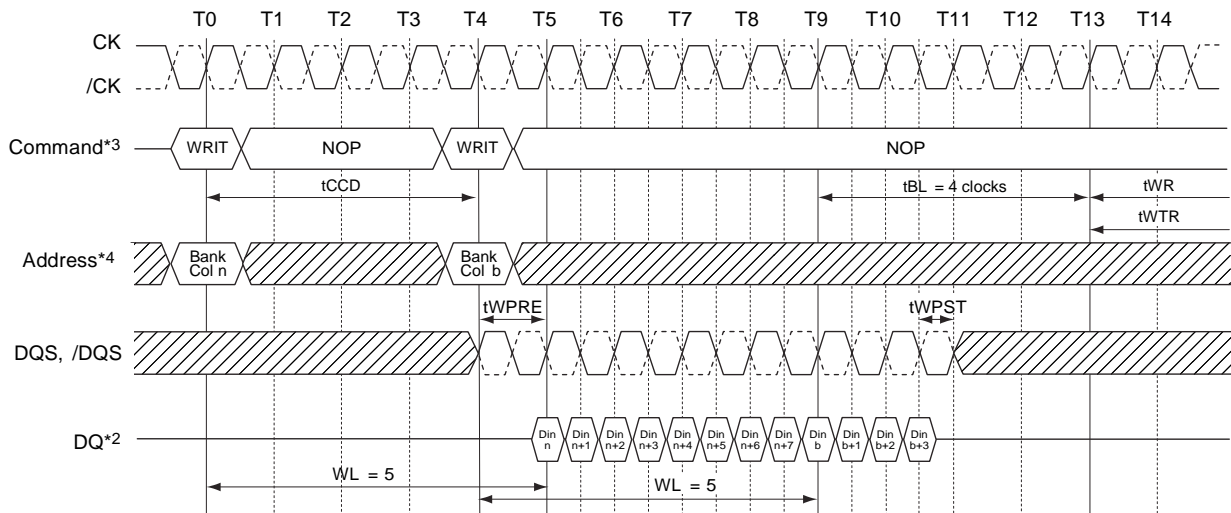 T0 T1 T2 T3 T4 T5 T6 T7 T8 T9 T10 T11 T12 T13 T14
CK
/CK
Command*3 WRIT NOP WRIT NOP
tCCD tBL = 4 clocks tWR
tWTR
Address*4 Bank Col n Bank Col b
tWPRE tWPST
DQS, /DQS
DQ*2 Din n Din n+1 Din n+2 Din n+3 Din n+4 Din n+5 Din n+6 Din n+7 Din b Din b+1 Din b+2 Din b+3
WL = 5 WL = 5